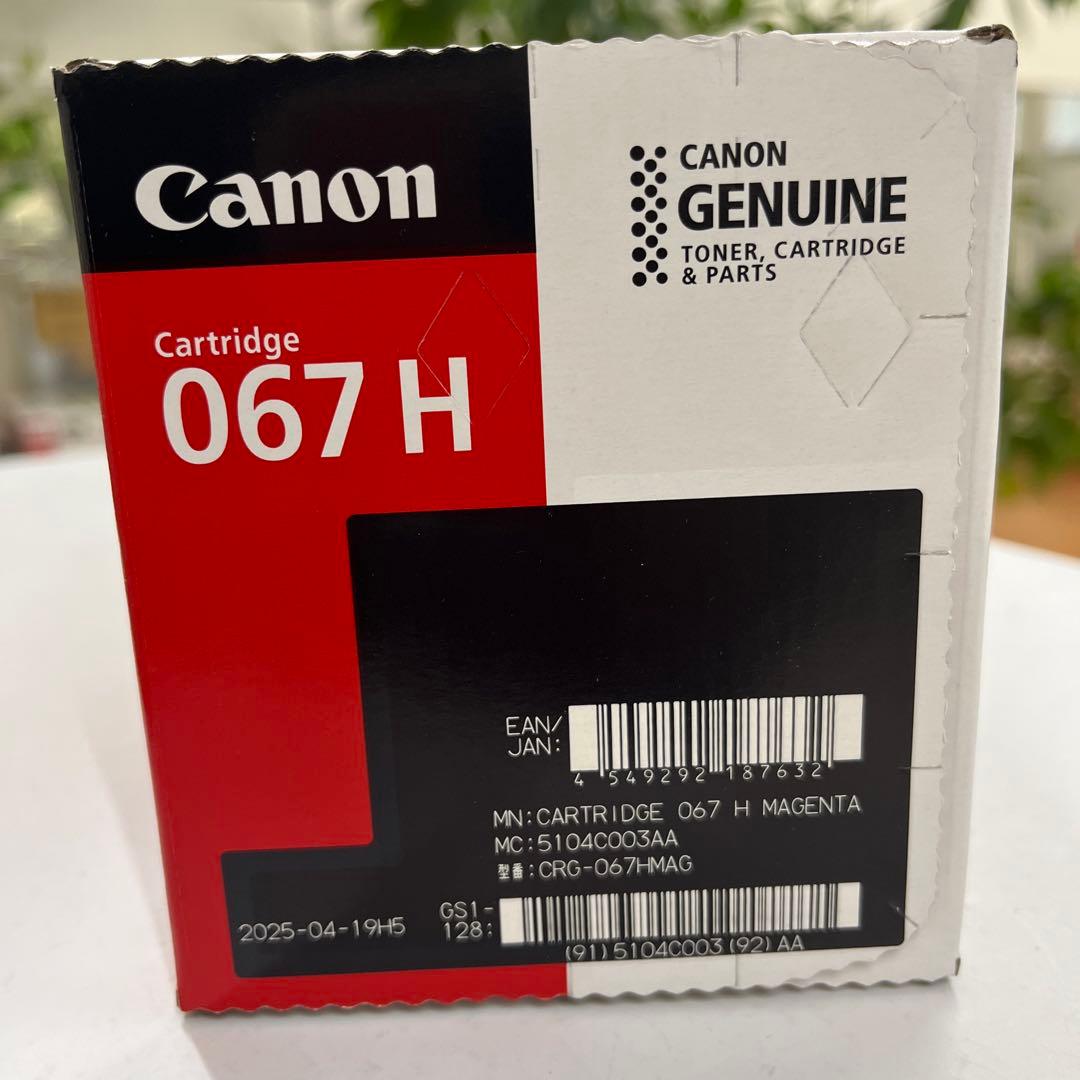 Canon
CANON
GENUINE
TONER, CARTRIDGE
& PARTS
Cartridge
067 H
EAN/
JAN:
4 549292 187632
MN:CARTRIDGE 067 H MAGENTA
MC:5104C003AA
型番:CRG-067HMAG
2025-04-19H5
GS1-
128:
(91)5104C003(92)AA